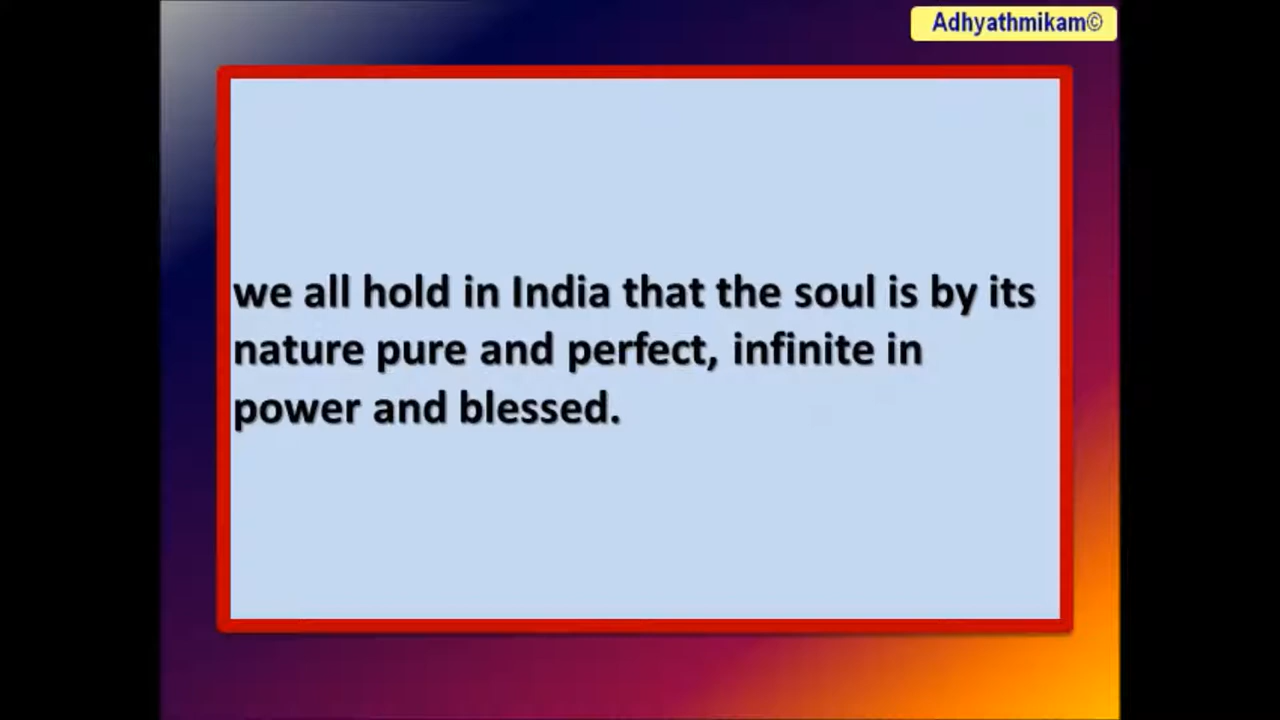 Adhyathmikam©
we all hold in India that the soul is by its
nature pure and perfect, infinite in
power and blessed.